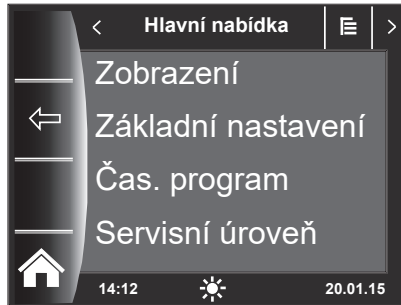 Hlavní nabídka
Zobrazení
Základní nastavení
Čas. program
Servisní úroveň
14:12 20.01.15